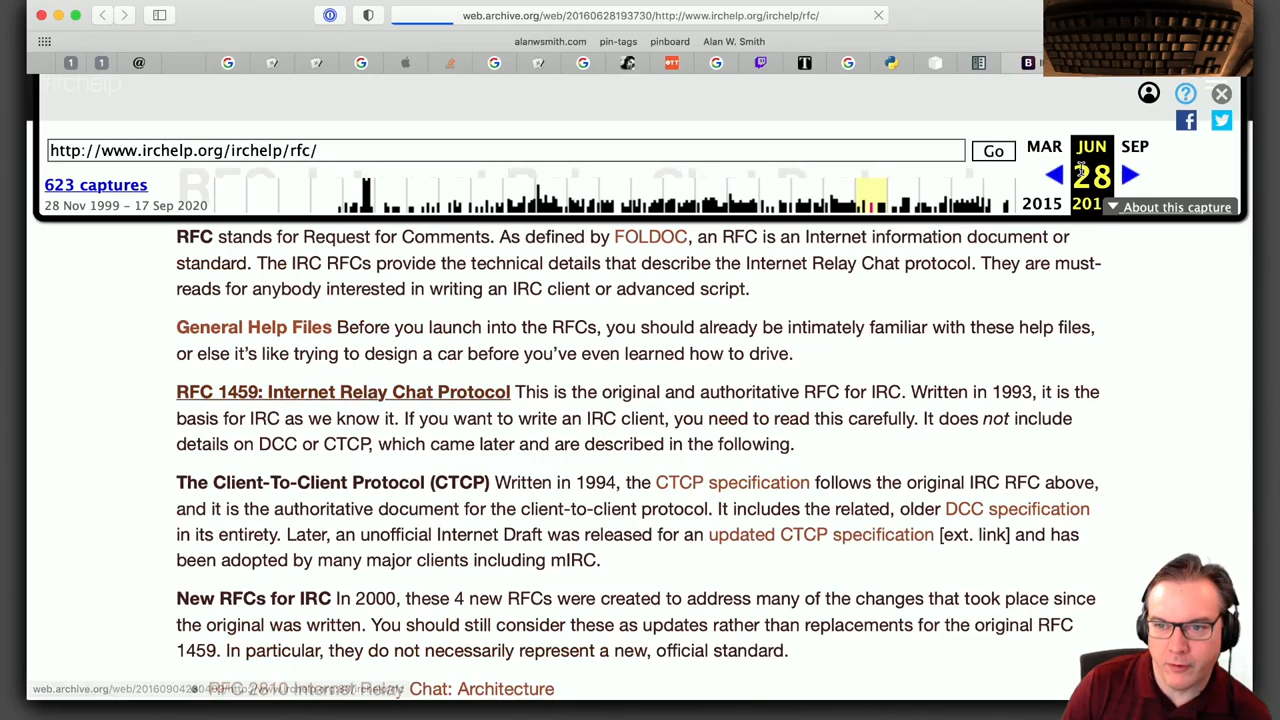 web.archive.org/web/20160628193730/http://www.irchelp.org/irchelp/rfc/
alanwsmith.com pin-tags pinboard Alan W. Smith
1 1
#irchelp
http://www.irchelp.org/irchelp/rfc/ Go MAR JUN SEP
623 captures 28
28 Nov 1999 – 17 Sep 2020 2015 201 About this capture
RFC stands for Request for Comments. As defined by FOLDOC, an RFC is an Internet information document or
standard. The IRC RFCs provide the technical details that describe the Internet Relay Chat protocol. They are must-
reads for anybody interested in writing an IRC client or advanced script.
General Help Files Before you launch into the RFCs, you should already be intimately familiar with these help files,
or else it’s like trying to design a car before you’ve even learned how to drive.
RFC 1459: Internet Relay Chat Protocol This is the original and authoritative RFC for IRC. Written in 1993, it is the
basis for IRC as we know it. If you want to write an IRC client, you need to read this carefully. It does not include
details on DCC or CTCP, which came later and are described in the following.
The Client-To-Client Protocol (CTCP) Written in 1994, the CTCP specification follows the original IRC RFC above,
and it is the authoritative document for the client-to-client protocol. It includes the related, older DCC specification
in its entirety. Later, an unofficial Internet Draft was released for an updated CTCP specification [ext. link] and has
been adopted by many major clients including mIRC.
New RFCs for IRC In 2000, these 4 new RFCs were created to address many of the changes that took place since
the original was written. You should still consider these as updates rather than replacements for the original RFC
1459. In particular, they do not necessarily represent a new, official standard.
RFC 2810 Internet Relay Chat: Architecture